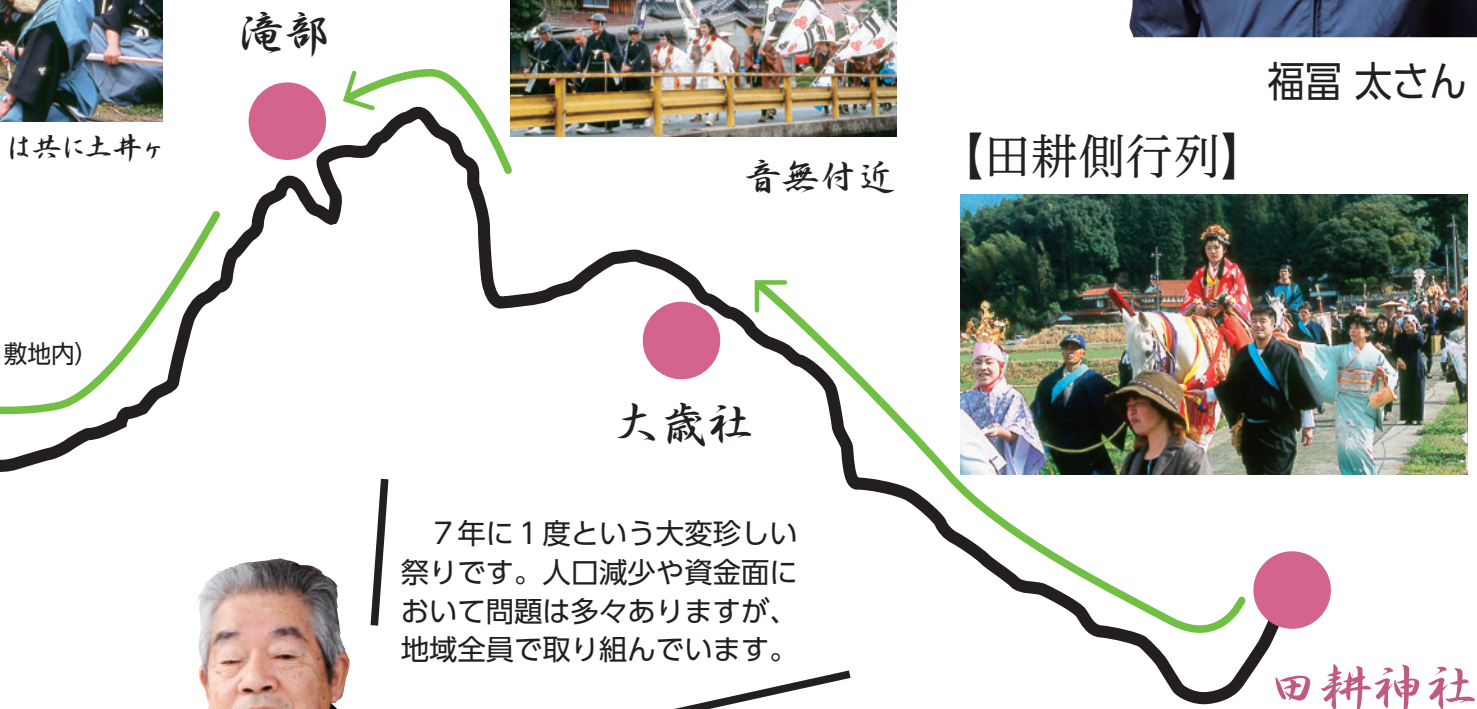 滝部
は共に土井ヶ
音無付近
福冨 太さん
【田耕側行列】
敷地内)
大歳社
７年に１度という大変珍しい
祭りです。人口減少や資金面に
おいて問題は多々ありますが、
地域全員で取り組んでいます。
田耕神社